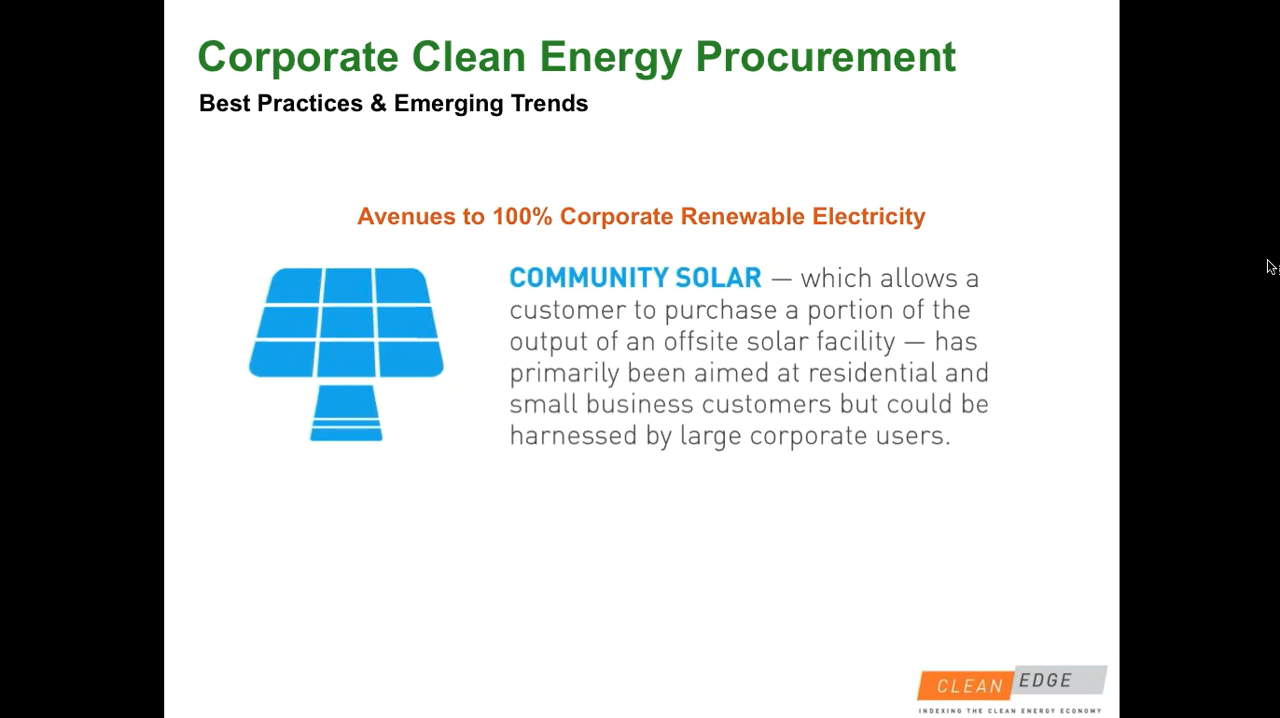 Corporate Clean Energy Procurement
Best Practices & Emerging Trends
Avenues to 100% Corporate Renewable Electricity
COMMUNITY SOLAR — which allows a
customer to purchase a portion of the
output of an offsite solar facility — has
primarily been aimed at residential and
small business customers but could be
harnessed by large corporate users.
CLEAN EDGE
INDEXING THE CLEAN ENERGY ECONOMY